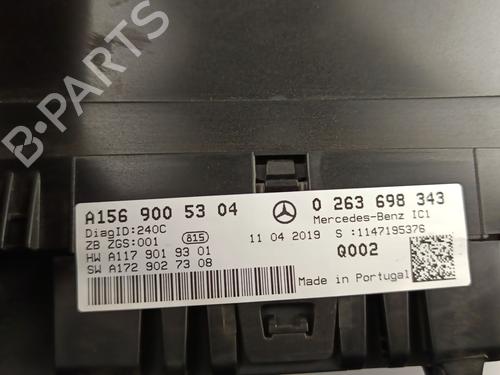 B-PARTS
A156 900 53 04
0 263 698 343
Mercedes-Benz IC1
DiagID:240C
ZB ZGS:001
815
11 04 2019
S :1147195376
HW A117 901 93 01
SW A172 902 73 08
Q002
Made in Portugal